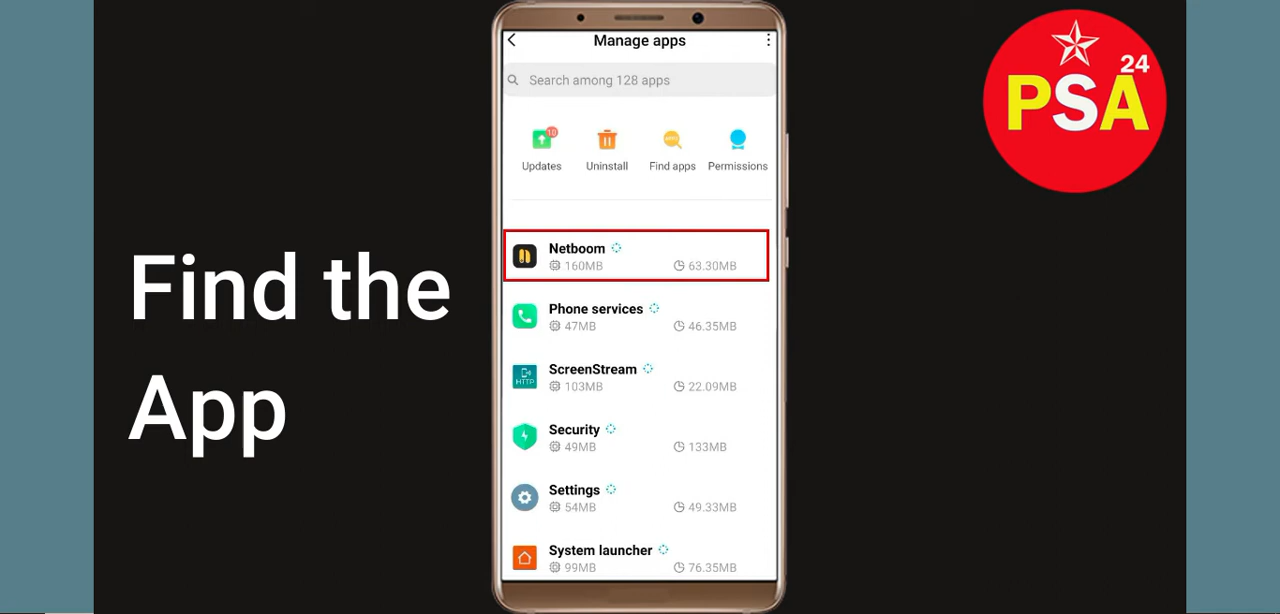 Manage apps
Search among 128 apps
10
APPS
Updates Uninstall Find apps Permissions
Netboom
160MB 63.30MB
Phone services
47MB 46.35MB
HTTP
ScreenStream
103MB 22.09MB
Security
49MB 133MB
Settings
54MB 49.33MB
System launcher
99MB 76.35MB
Find the
App
24
PSA